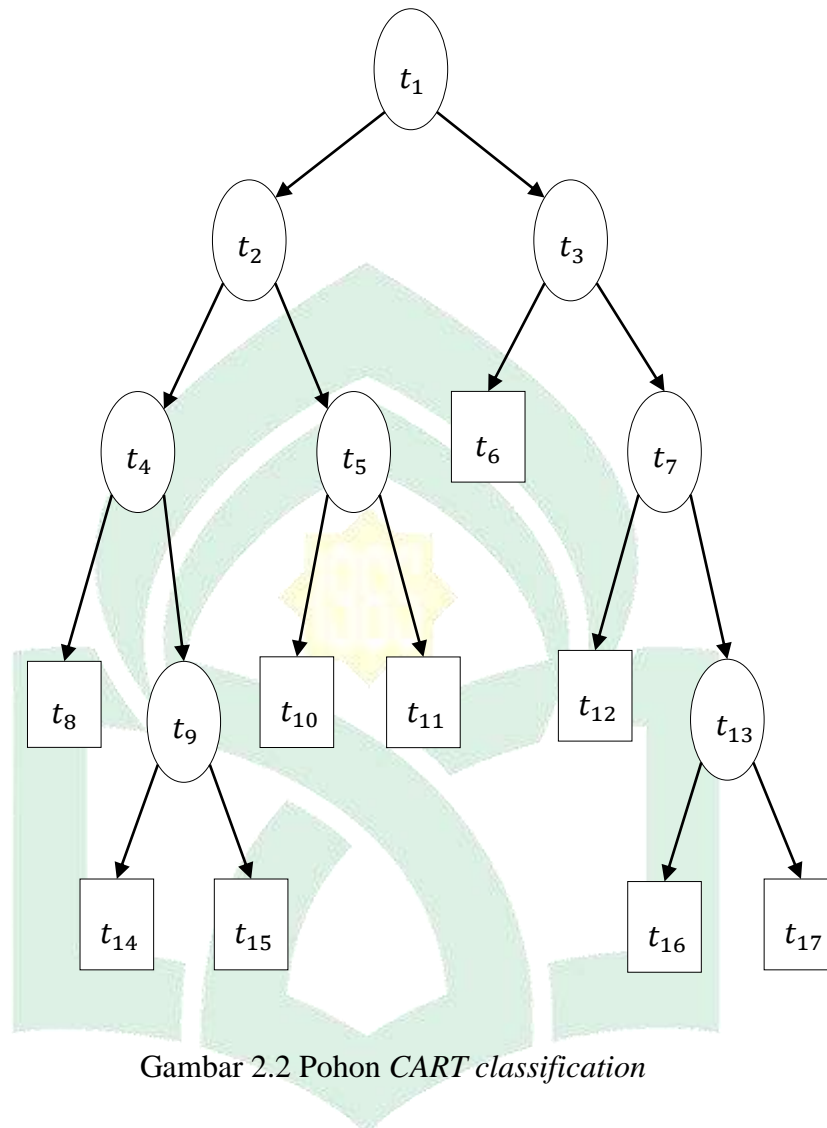 t₁
t₂ t₃
t₄ t₅ t₆ t₇
t₈ t₉ t₁₀ t₁₁ t₁₂ t₁₃
t₁₄ t₁₅ t₁₆ t₁₇
Gambar 2.2 Pohon CART classification